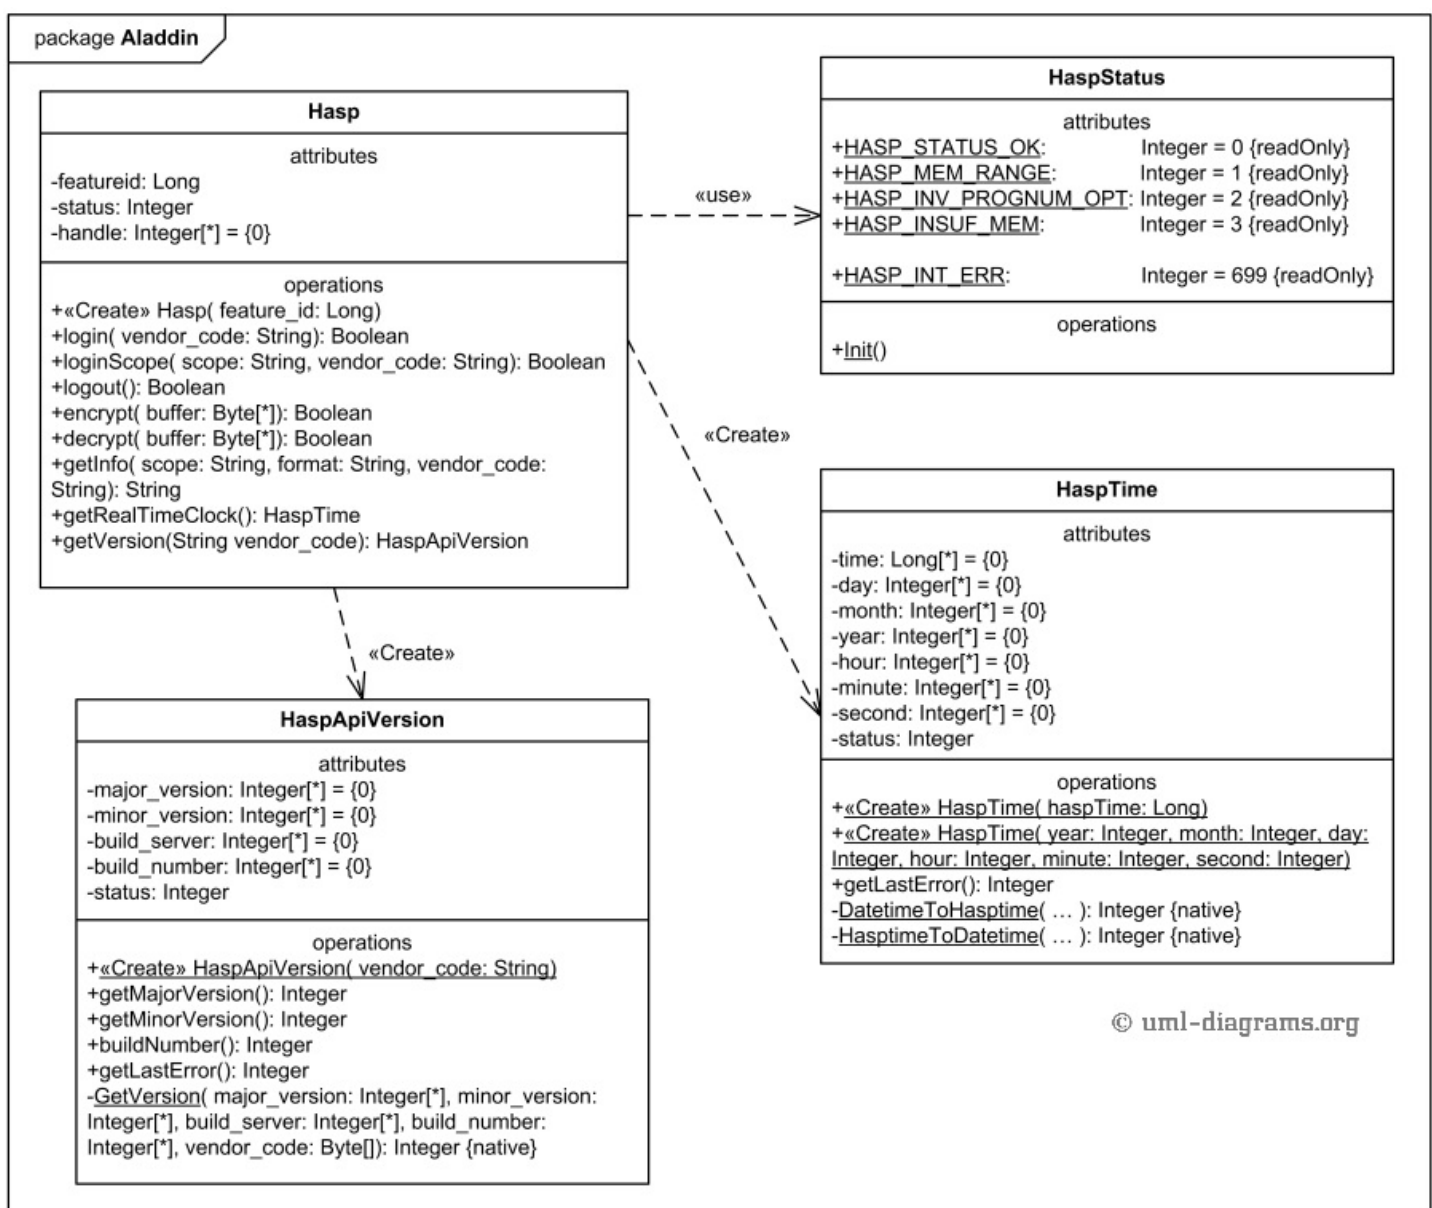 package Aladdin
Hasp
attributes
-featureid: Long
-status: Integer
-handle: Integer[*] = {0}
operations
+«Create» Hasp( feature_id: Long)
+login( vendor_code: String): Boolean
+loginScope( scope: String, vendor_code: String): Boolean
+logout(): Boolean
+encrypt( buffer: Byte[*]): Boolean
+decrypt( buffer: Byte[*]): Boolean
+getInfo( scope: String, format: String, vendor_code:
String): String
+getRealTimeClock(): HaspTime
+getVersion(String vendor_code): HaspApiVersion
«use»
HaspStatus
attributes
+HASP_STATUS_OK: Integer = 0 {readOnly}
+HASP_MEM_RANGE: Integer = 1 {readOnly}
+HASP_INV_PROGNUM_OPT: Integer = 2 {readOnly}
+HASP_INSUF_MEM: Integer = 3 {readOnly}
+HASP_INT_ERR: Integer = 699 {readOnly}
operations
+Init()
«Create»
HaspTime
attributes
-time: Long[*] = {0}
-day: Integer[*] = {0}
-month: Integer[*] = {0}
-year: Integer[*] = {0}
-hour: Integer[*] = {0}
-minute: Integer[*] = {0}
-second: Integer[*] = {0}
-status: Integer
operations
+«Create» HaspTime( haspTime: Long)
+«Create» HaspTime( year: Integer, month: Integer, day:
Integer, hour: Integer, minute: Integer, second: Integer)
+getLastError(): Integer
-DatetimeToHasptime( … ): Integer {native}
-HasptimeToDatetime( … ): Integer {native}
«Create»
HaspApiVersion
attributes
-major_version: Integer[*] = {0}
-minor_version: Integer[*] = {0}
-build_server: Integer[*] = {0}
-build_number: Integer[*] = {0}
-status: Integer
operations
+«Create» HaspApiVersion( vendor_code: String)
+getMajorVersion(): Integer
+getMinorVersion(): Integer
+buildNumber(): Integer
+getLastError(): Integer
-GetVersion( major_version: Integer[*], minor_version:
Integer[*], build_server: Integer[*], build_number:
Integer[*], vendor_code: Byte[]): Integer {native}
© uml-diagrams.org